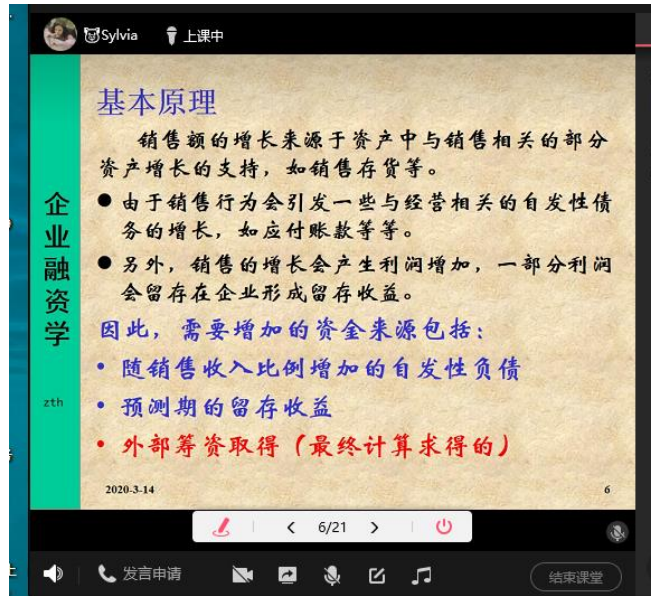 Sylvia 上课中
基本原理
销售额的增长来源于资产中与销售相关的部分
资产增长的支持，如销售存货等。
● 由于销售行为会引发一些与经营相关的自发性债
务的增长，如应付账款等等。
● 另外，销售的增长会产生利润增加，一部分利润
会留存在企业形成留存收益。
因此，需要增加的资金来源包括：
• 随销售收入比例增加的自发性负债
• 预测期的留存收益
• 外部筹资取得（最终计算求得的）
企业融资学
zth
2020-3-14
6
6/21
发言申请
结束课堂